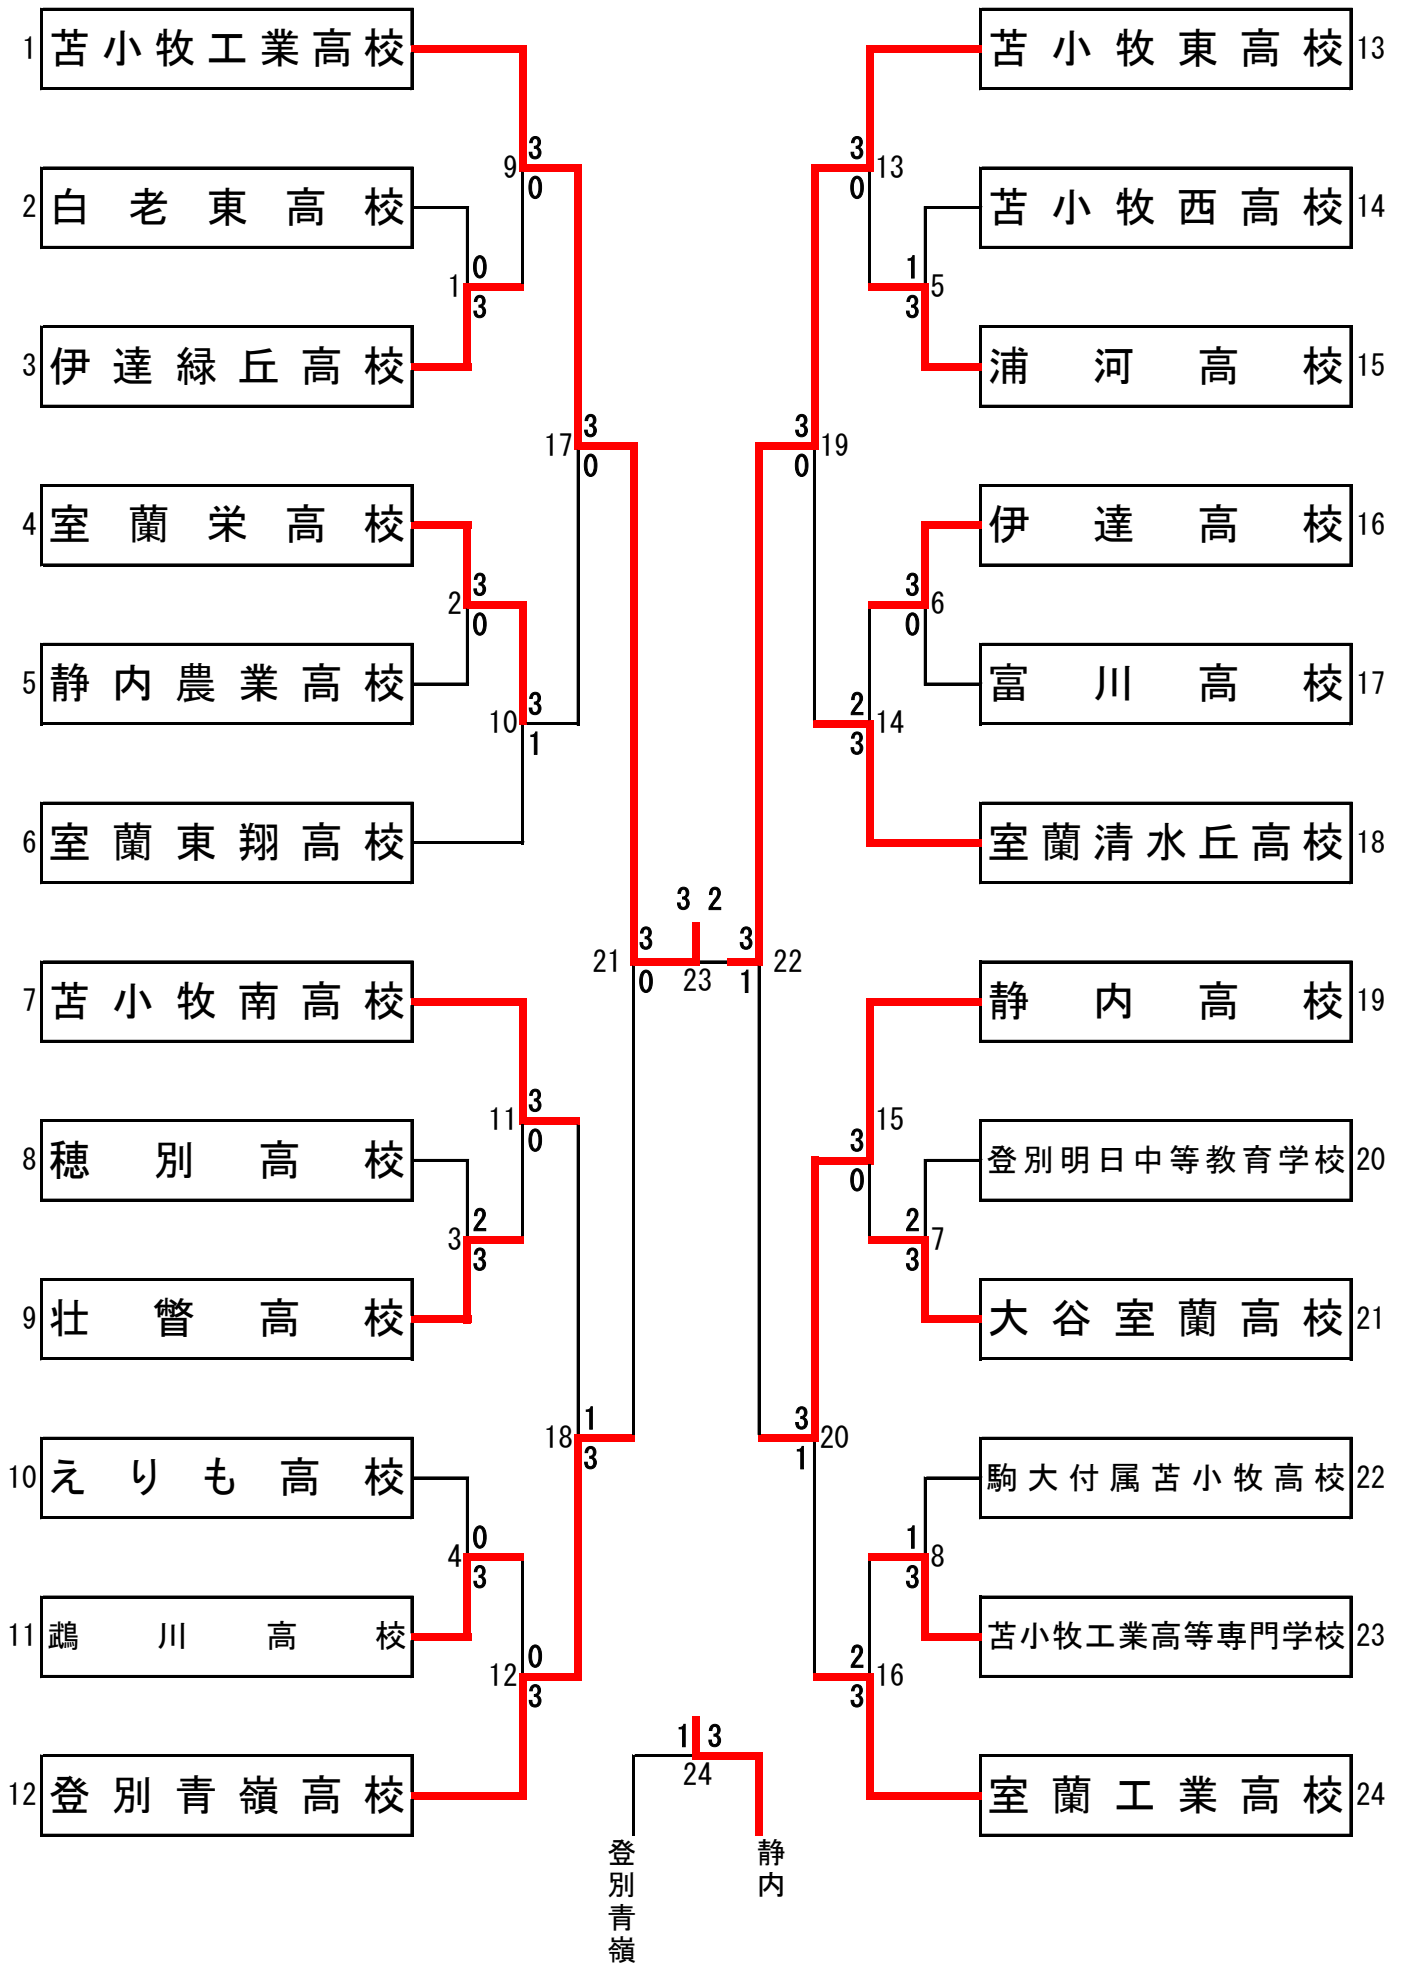 1 苫小牧工業高校
2 白老東高校
3 伊達緑丘高校
4 室蘭栄高校
5 静内農業高校
6 室蘭東翔高校
7 苫小牧南高校
8 穂別高校
9 壮瞥高校
10 えりも高校
11 鵡川高校
12 登別青嶺高校
1
0
3
2
3
0
3
2
3
4
0
3
9
3
0
10
3
1
11
3
0
12
0
3
17
3
0
18
1
3
21
3
0
3 2
23
3
1
22
1 3
24
登別青嶺
静内
3
0
19
3
1
20
3
0
13
2
3
14
3
0
15
2
3
16
1
3
5
3
0
6
2
3
7
1
3
8
苫小牧東高校 13
苫小牧西高校 14
浦河高校 15
伊達高校 16
富川高校 17
室蘭清水丘高校 18
静内高校 19
登別明日中等教育学校 20
大谷室蘭高校 21
駒大付属苫小牧高校 22
苫小牧工業高等専門学校 23
室蘭工業高校 24